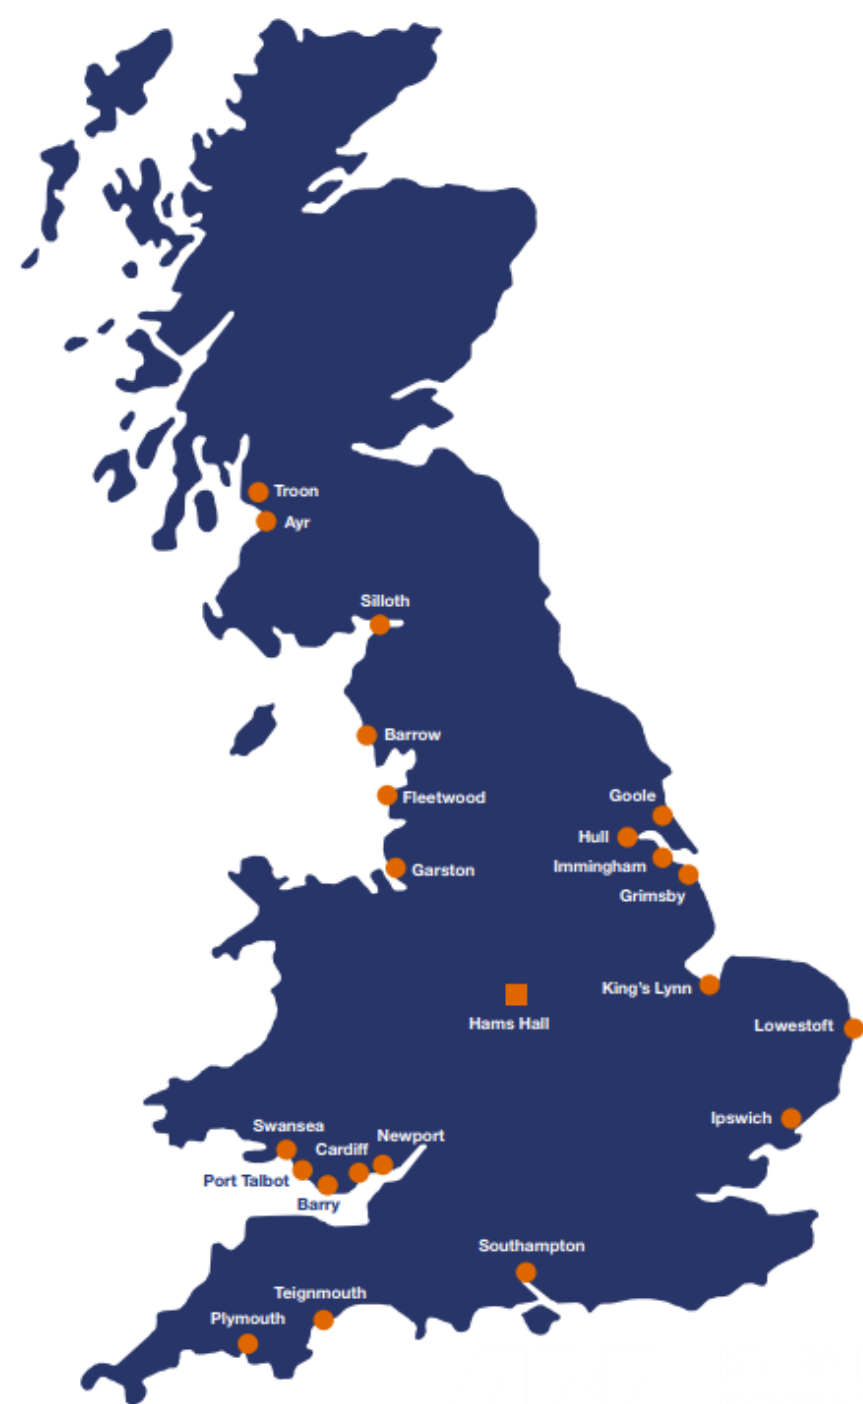 Troon
Ayr
Silloth
Barrow
Fleetwood
Goole
Hull
Garston
Immingham
Grimsby
King's Lynn
Hams Hall
Lowestoft
Ipswich
Swansea
Newport
Cardiff
Port Talbot
Barry
Southampton
Teignmouth
Plymouth